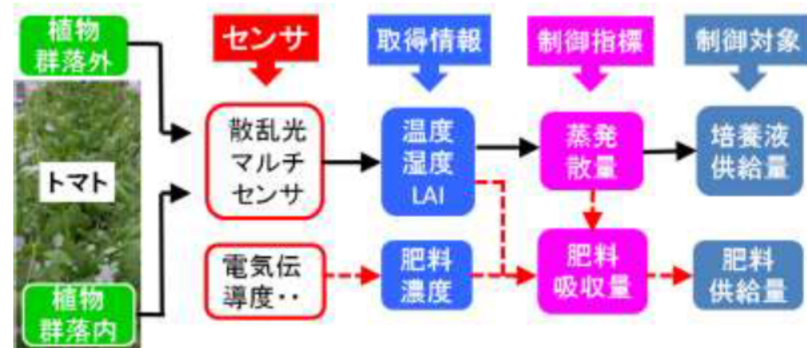 植物
群落外
トマト
植物
群落内
センサ
取得情報
制御指標
制御対象
散乱光
マルチ
センサ
温度
湿度
LAI
蒸発
散量
培養液
供給量
電気伝
導度・・
肥料
濃度
肥料
吸収量
肥料
供給量